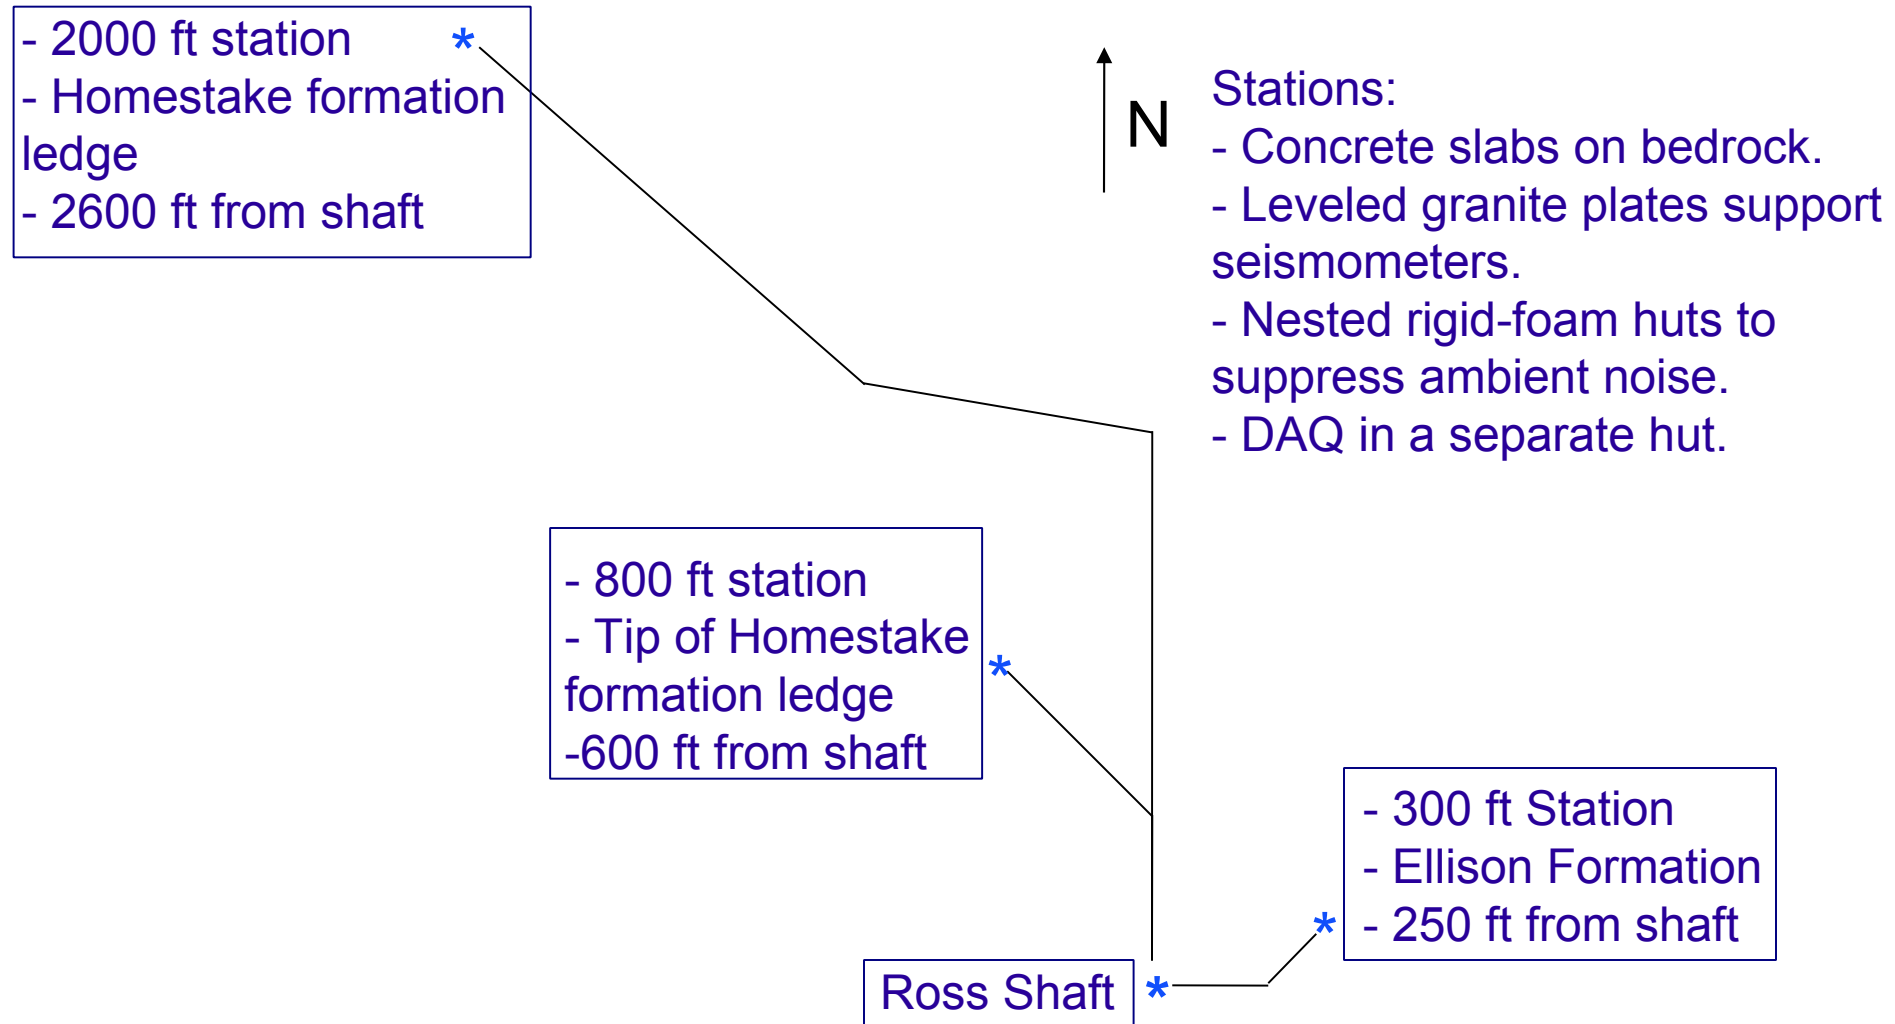 - 2000 ft station
- Homestake formation
ledge
- 2600 ft from shaft
N
Stations:
- Concrete slabs on bedrock.
- Leveled granite plates support
seismometers.
- Nested rigid-foam huts to
suppress ambient noise.
- DAQ in a separate hut.
- 800 ft station
- Tip of Homestake
formation ledge
-600 ft from shaft
- 300 ft Station
- Ellison Formation
- 250 ft from shaft
Ross Shaft